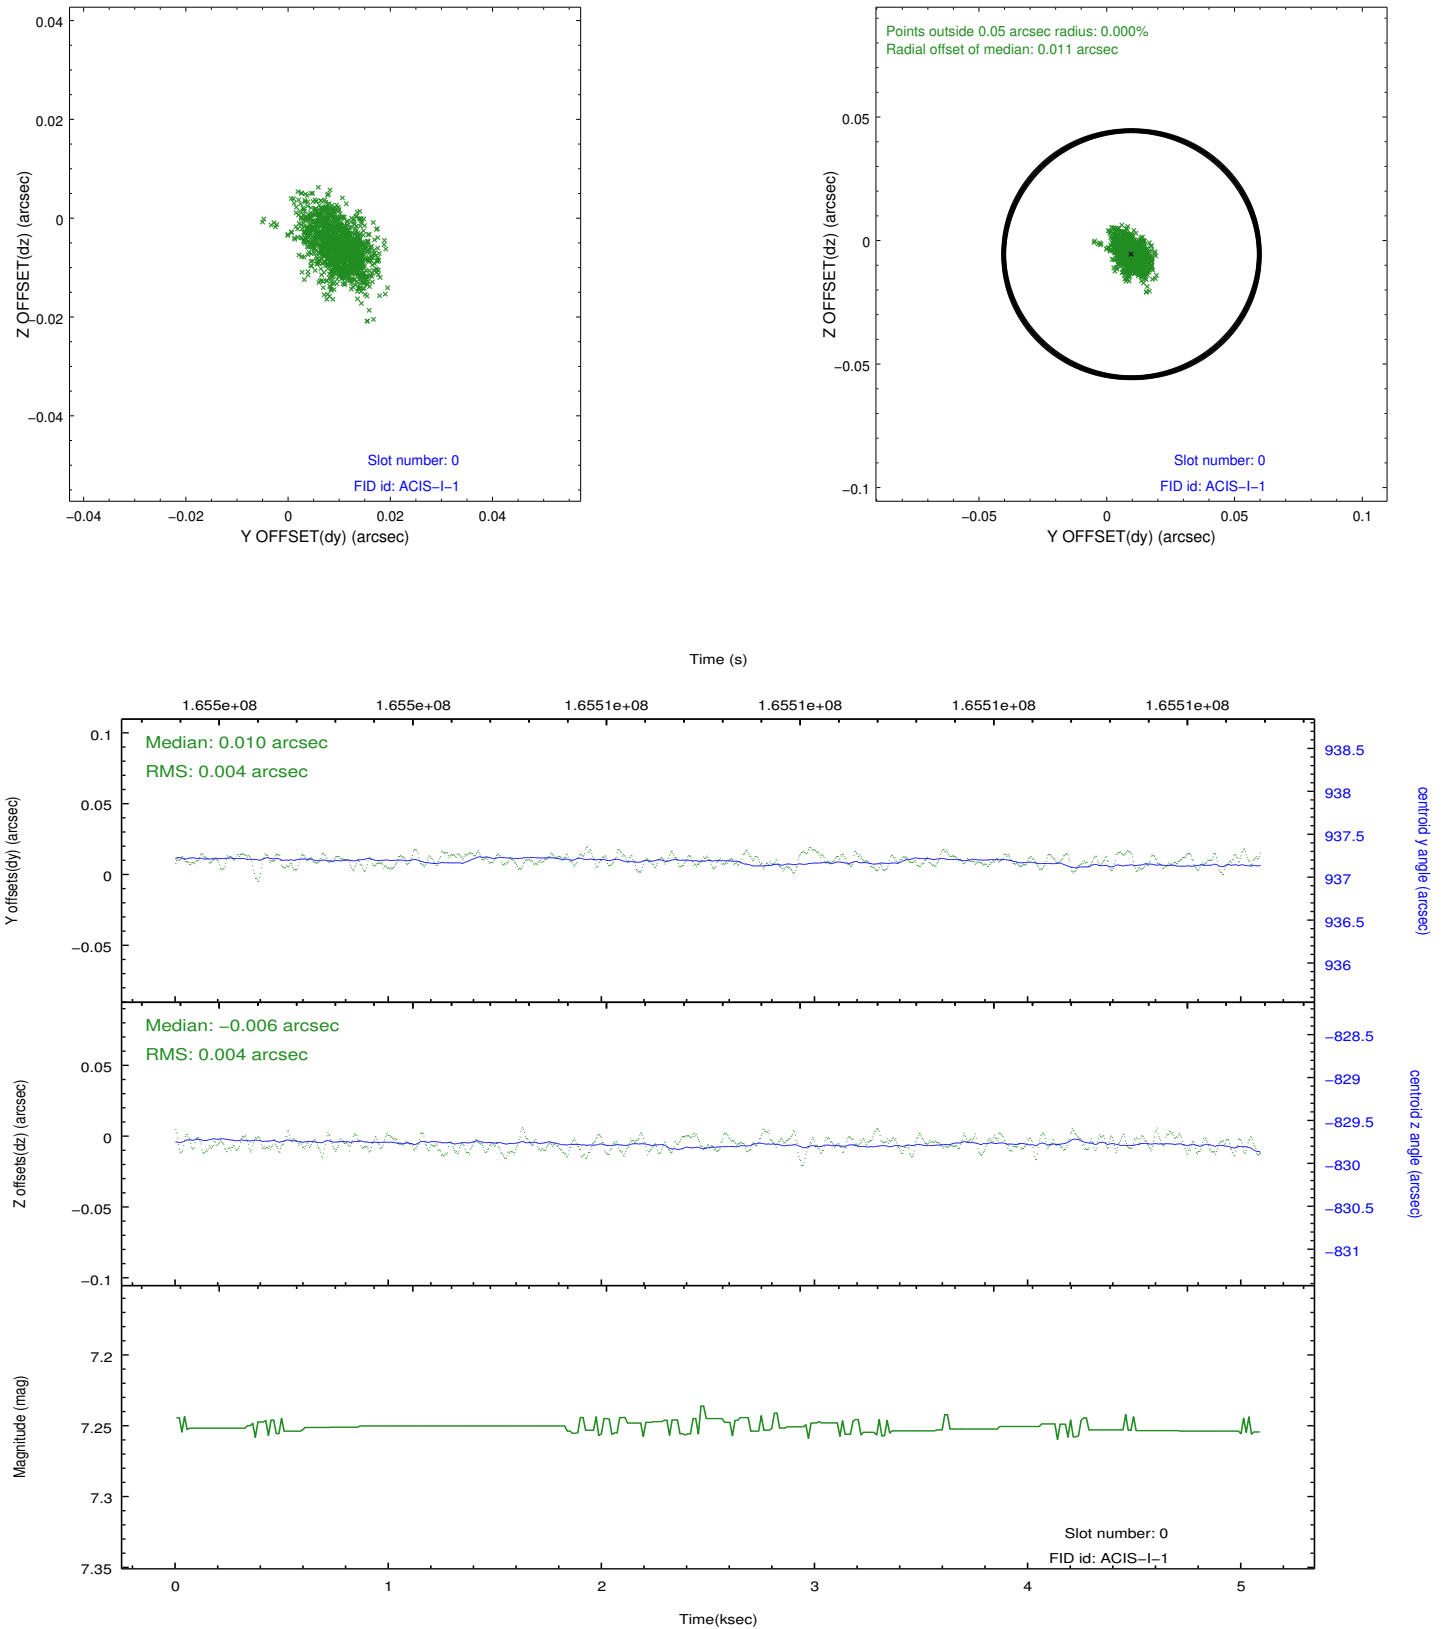 0.04
0.02
0
−0.02
−0.04
Z OFFSET(dz) (arcsec)
Slot number: 0
FID id: ACIS−I−1
−0.04
−0.02
0
0.02
0.04
Y OFFSET(dy) (arcsec)
Points outside 0.05 arcsec radius: 0.000%
Radial offset of median: 0.011 arcsec
0.05
0
−0.05
−0.1
Z OFFSET(dz) (arcsec)
Slot number: 0
FID id: ACIS−I−1
−0.05
0
0.05
0.1
Y OFFSET(dy) (arcsec)
Time (s)
1.655e+08
1.655e+08
1.6551e+08
1.6551e+08
1.6551e+08
1.6551e+08
Median: 0.010 arcsec
RMS: 0.004 arcsec
0.1
0.05
0
−0.05
Y offsets(dy) (arcsec)
938.5
938
937.5
937
936.5
936
centroid y angle (arcsec)
Median: −0.006 arcsec
RMS: 0.004 arcsec
0.05
0
−0.05
−0.1
Z offsets(dz) (arcsec)
−828.5
−829
−829.5
−830
−830.5
−831
centroid z angle (arcsec)
7.2
7.25
7.3
7.35
Magnitude (mag)
Slot number: 0
FID id: ACIS−I−1
0
1
2
3
4
5
Time(ksec)